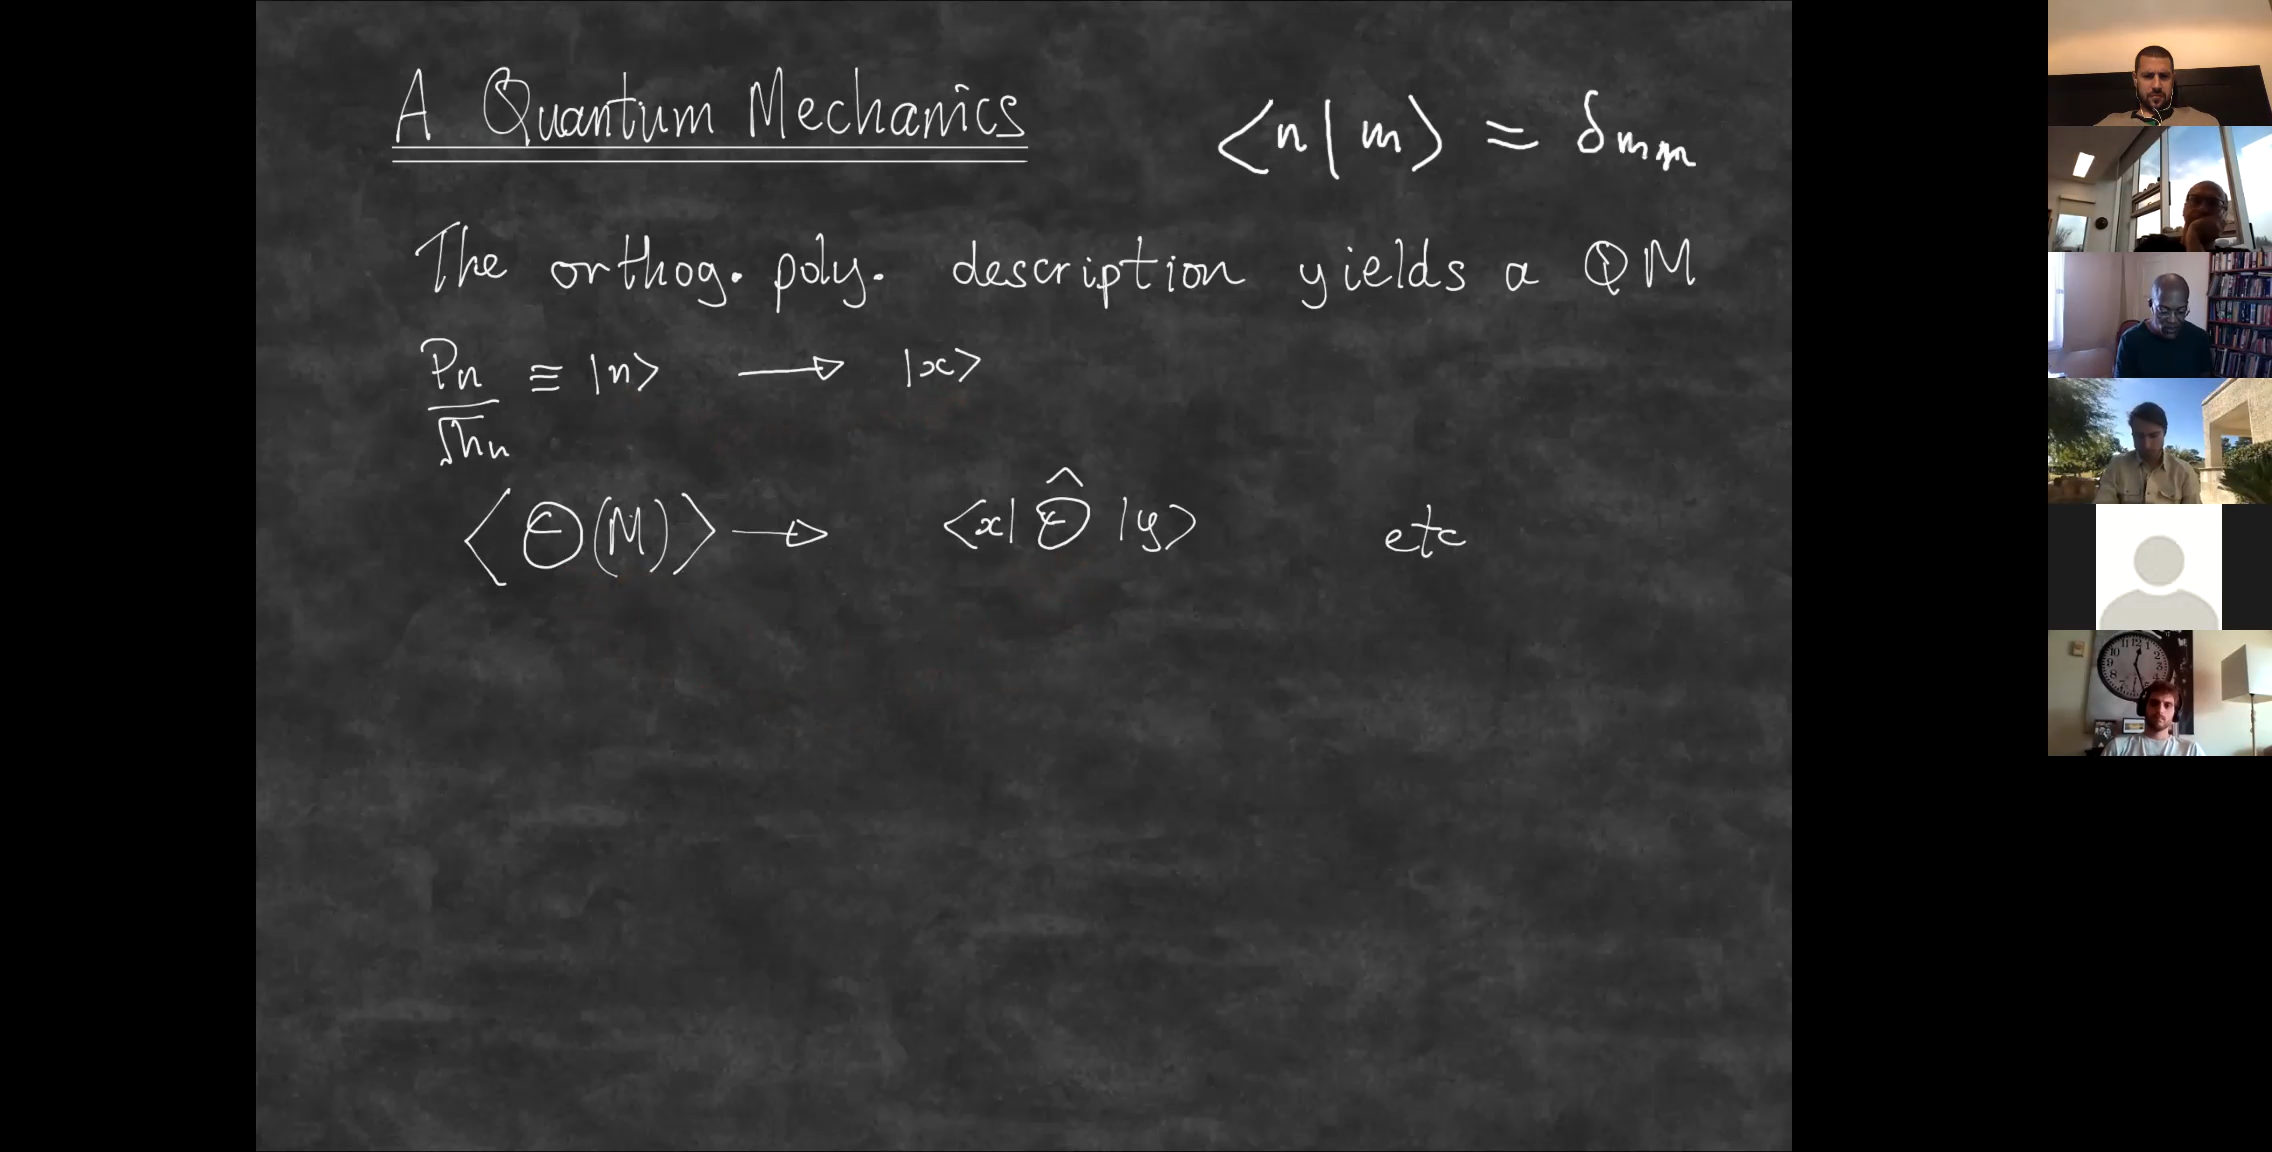 A Quantum Mechanics
⟨n|m⟩ = δmn
The orthog. poly. description yields a QM
Pn/√hn ≡ |n⟩ → |x⟩
⟨O(M)⟩ → ⟨x|Ô|y⟩ etc